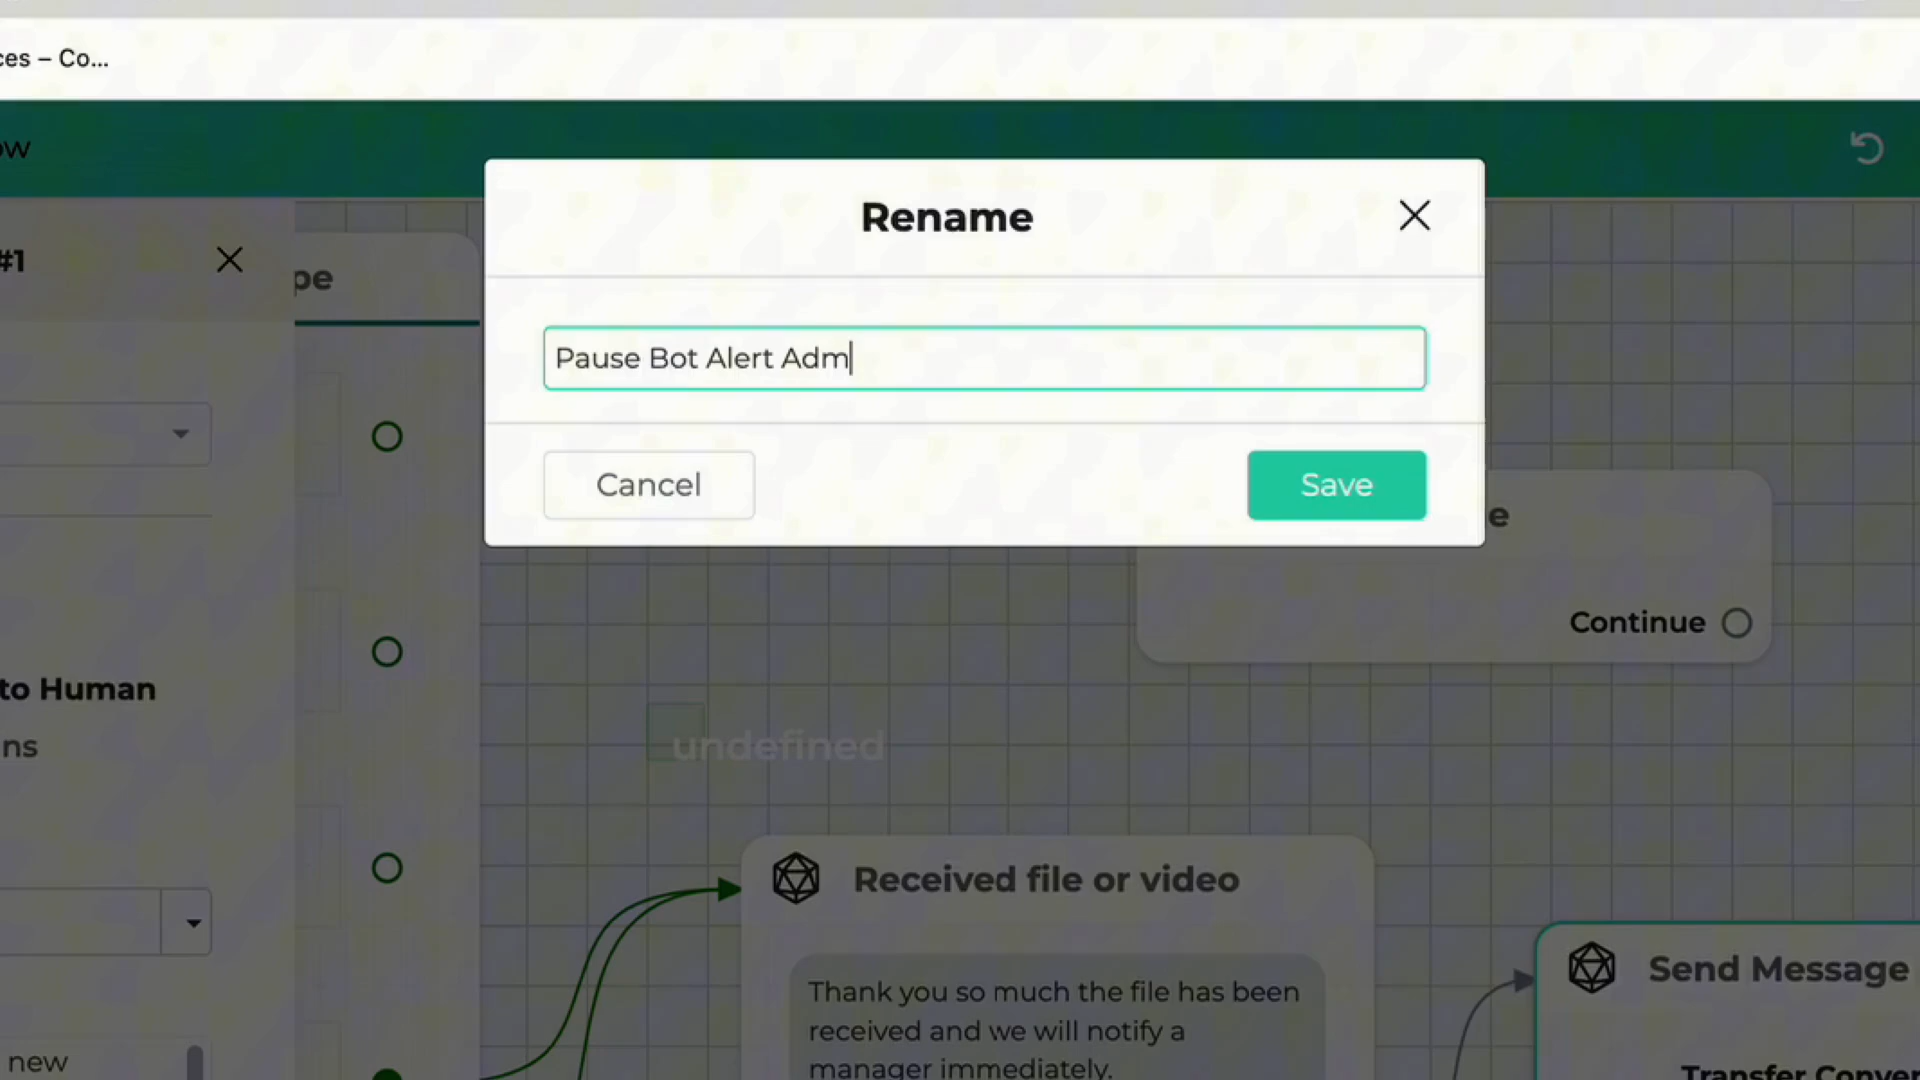 ces – Co...
ow
#1
pe
Rename
Pause Bot Alert Adm
Cancel
Save
e
Continue
to Human
ns
undefined
Received file or video
Thank you so much the file has been
received and we will notify a
manager immediately.
Send Message
Transfer Conver
new